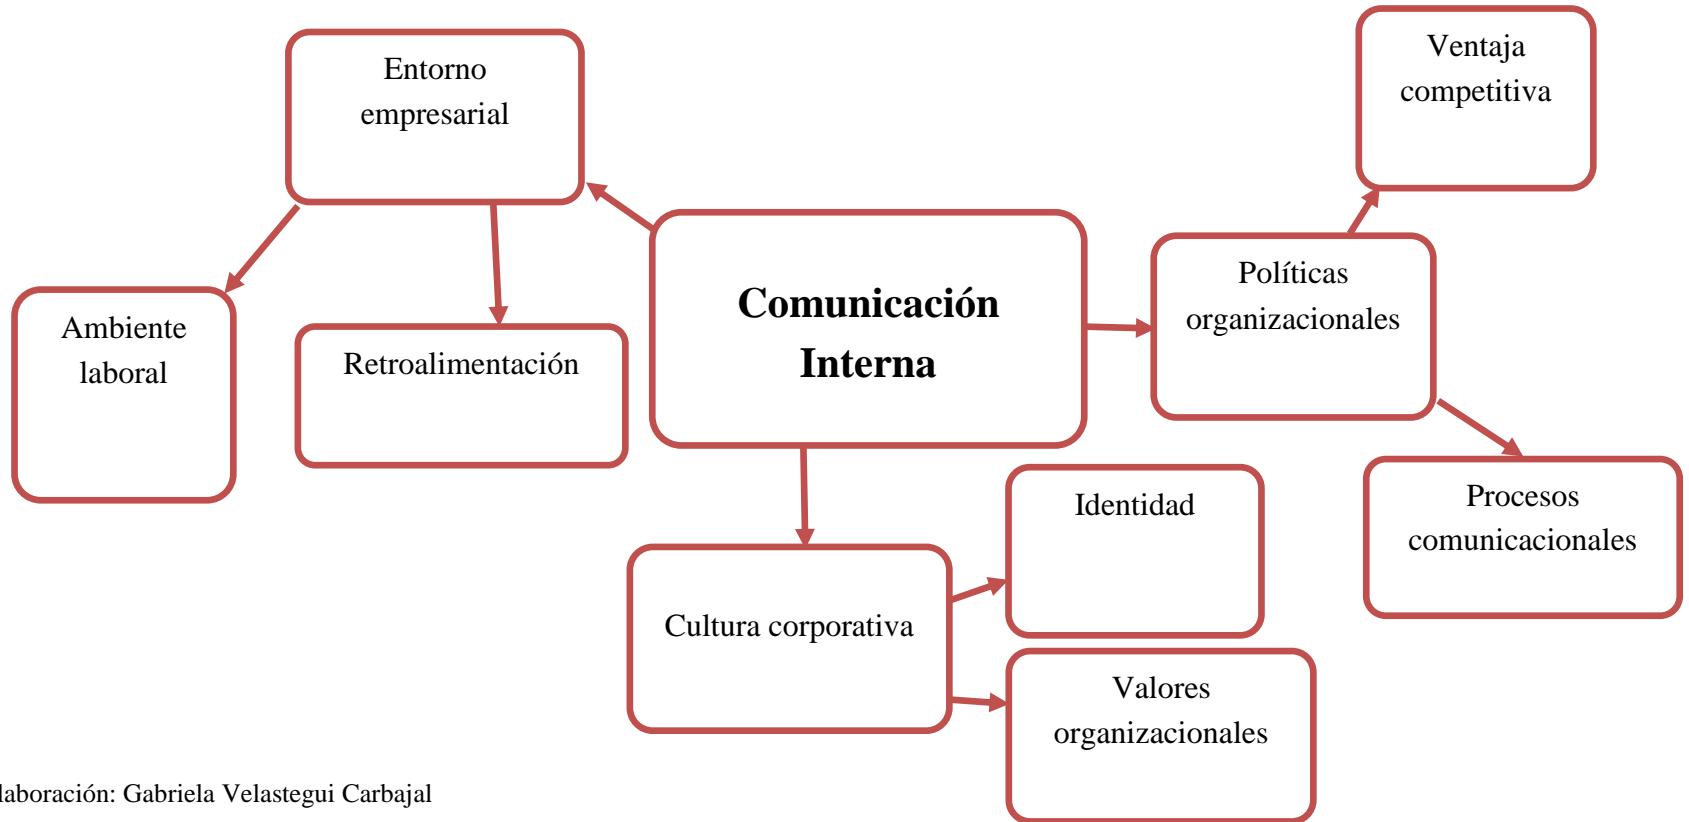 Entorno
empresarial
Ventaja
competitiva
Comunicación
Interna
Políticas
organizacionales
Ambiente
laboral
Retroalimentación
Identidad
Procesos
comunicacionales
Cultura corporativa
Valores
organizacionales
laboración: Gabriela Velastegui Carbajal